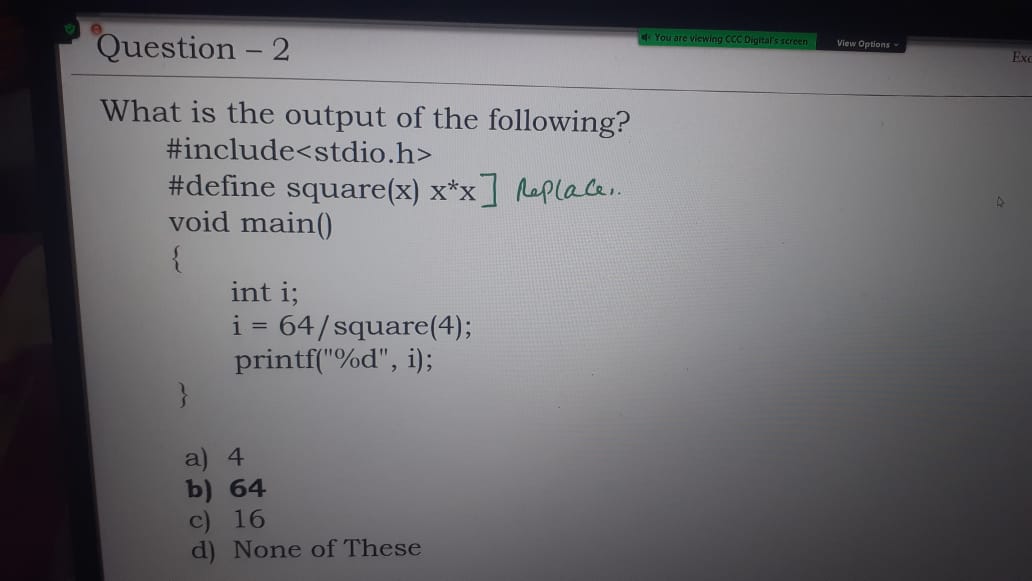 You are viewing CCC Digital's screen
View Options
Question – 2
What is the output of the following?
#include<stdio.h>
#define square(x) x*x ] Replace..
void main()
{
int i;
i = 64/square(4);
printf("%d", i);
}
a) 4
b) 64
c) 16
d) None of These